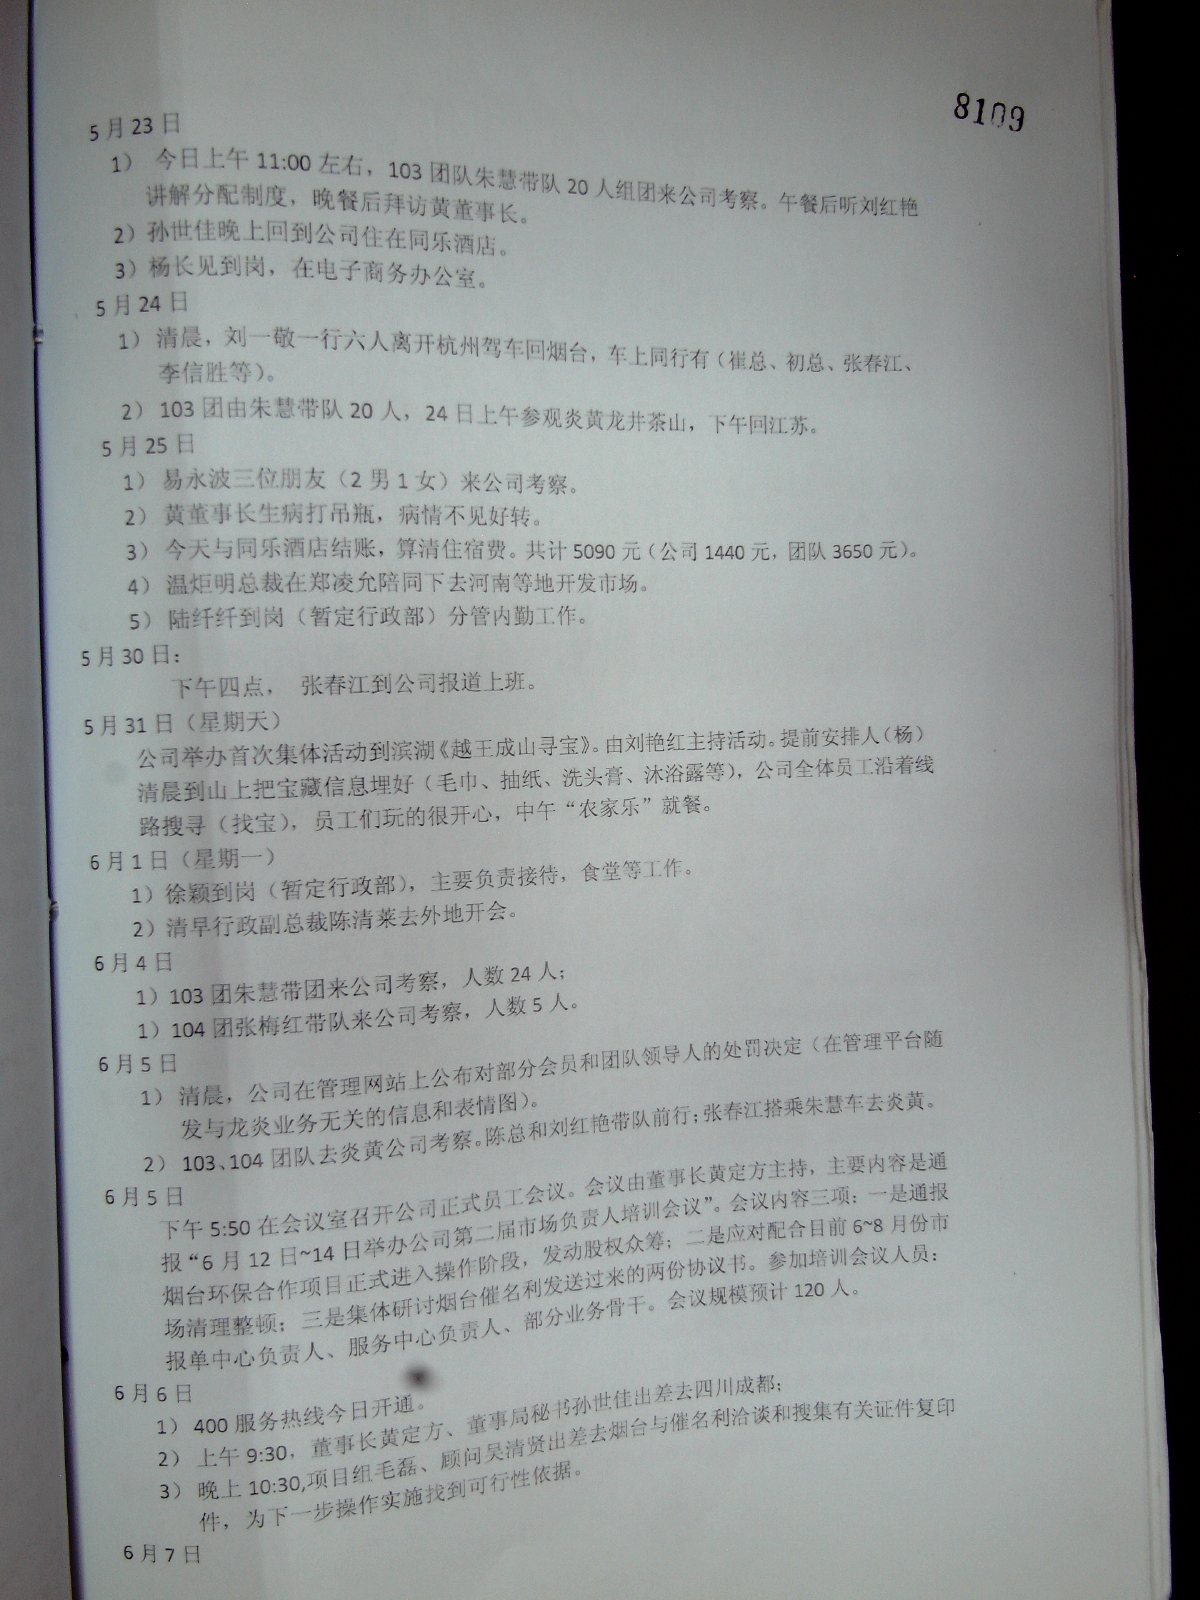 8109
5月23日
1） 今日上午 11:00 左右，103 团队朱慧带队 20 人组团来公司考察。午餐后听刘红艳
讲解分配制度，晚餐后拜访黄董事长。
2）孙世佳晚上回到公司住在同乐酒店。
3）杨长见到岗，在电子商务办公室。
5月24日
1） 清晨，刘一敬一行六人离开杭州驾车回烟台，车上同行有（崔总、初总、张春江、
李信胜等）。
2） 103 团由朱慧带队 20 人，24 日上午参观炎黄龙井茶山，下午回江苏。
5月25日
1） 易永波三位朋友（2 男 1 女）来公司考察。
2） 黄董事长生病打吊瓶，病情不见好转。
3） 今天与同乐酒店结账，算清住宿费。共计 5090 元（公司 1440 元，团队 3650 元）。
4） 温炬明总裁在郑凌允陪同下去河南等地开发市场。
5） 陆纤纤到岗（暂定行政部）分管内勤工作。
5月30日：
下午四点， 张春江到公司报道上班。
5月31日（星期天）
公司举办首次集体活动到滨湖《越王成山寻宝》。由刘艳红主持活动。提前安排人（杨）
清晨到山上把宝藏信息埋好（毛巾、抽纸、洗头膏、沐浴露等），公司全体员工沿着线
路搜寻（找宝），员工们玩的很开心，中午“农家乐”就餐。
6月1日（星期一）
1）徐颖到岗（暂定行政部），主要负责接待，食堂等工作。
2）清早行政副总裁陈清莱去外地开会。
6月4日
1）103 团朱慧带团来公司考察，人数 24 人；
1）104 团张梅红带队来公司考察，人数 5 人。
6月5日
1） 清晨，公司在管理网站上公布对部分会员和团队领导人的处罚决定（在管理平台随
发与龙炎业务无关的信息和表情图）。
2） 103、104 团队去炎黄公司考察。陈总和刘红艳带队前行；张春江搭乘朱慧车去炎黄。
6月5日
下午 5:50 在会议室召开公司正式员工会议。会议由董事长黄定方主持，主要内容是通
报“6 月 12 日~14 日举办公司第二届市场负责人培训会议”。会议内容三项：一是通报
烟台环保合作项目正式进入操作阶段，发动股权众筹；二是应对配合目前 6~8 月份市
场清理整顿；三是集体研讨烟台催名利发送过来的两份协议书。参加培训会议人员：
报单中心负责人、服务中心负责人、部分业务骨干。会议规模预计 120 人。
6月6日
1） 400 服务热线今日开通。
2） 上午 9:30，董事长黄定方、董事局秘书孙世佳出差去四川成都；
3） 晚上 10:30,项目组毛磊、顾问吴清贤出差去烟台与催名利洽谈和搜集有关证件复印
件，为下一步操作实施找到可行性依据。
6月7日